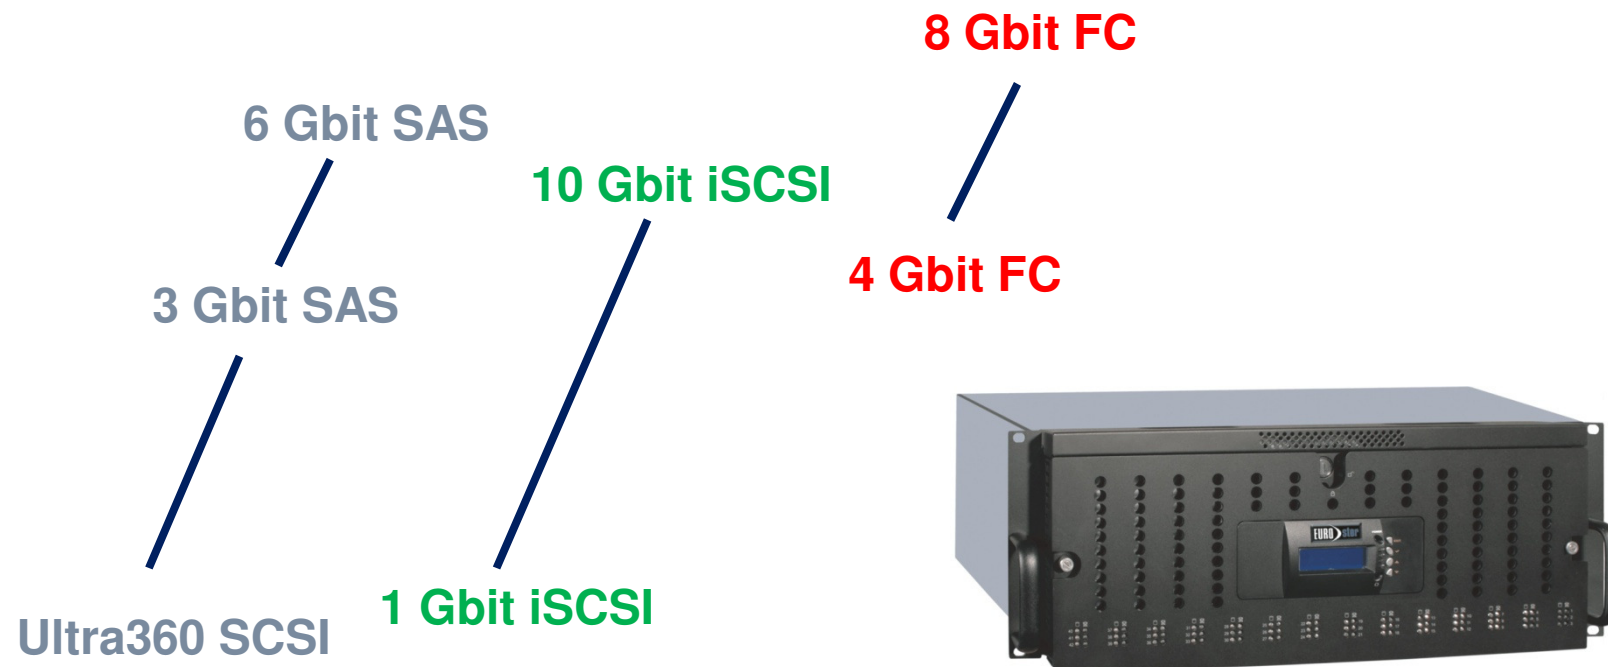 8 Gbit FC
6 Gbit SAS
10 Gbit iSCSI
4 Gbit FC
3 Gbit SAS
EUROstor
1 Gbit iSCSI
Ultra360 SCSI